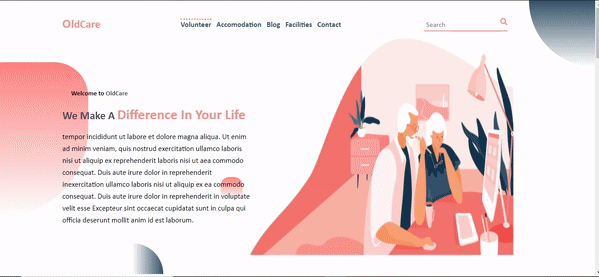 OldCare
Volunteer Accomodation Blog Facilities Contact
Search
Welcome to OldCare
We Make A Difference In Your Life
tempor incididunt ut labore et dolore magna aliqua. Ut enim
ad minim veniam, quis nostrud exercitation ullamco laboris
nisi ut aliquip ex reprehenderit laboris nisi ut aea commodo
consequat. Duis aute irure dolor in reprehenderit
inexercitation ullamco laboris nisi ut aliquip ex ea commodo
consequat. Duis aute irure dolor in reprehenderit in voluptate
velit esse Excepteur sint occaecat cupidatat sunt in culpa qui
officia deserunt mollit anim id est laborum.